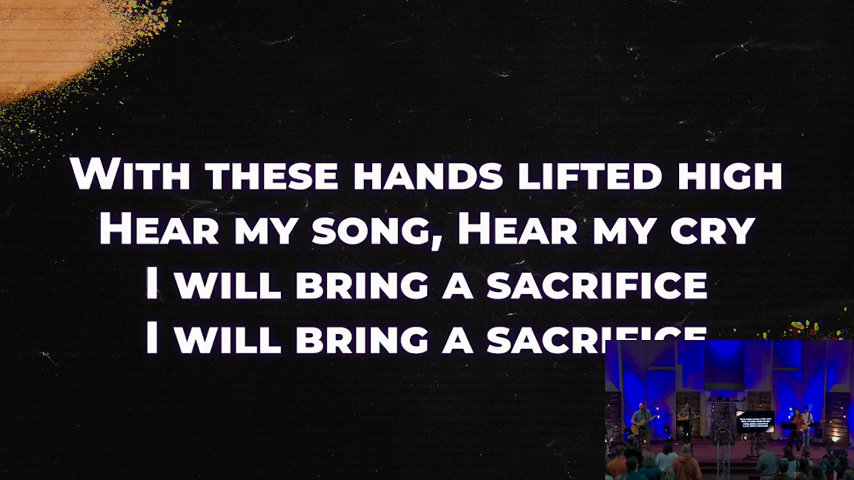 With these hands lifted high
Hear my song, Hear my cry
I will bring a sacrifice
I will bring a sacrifice